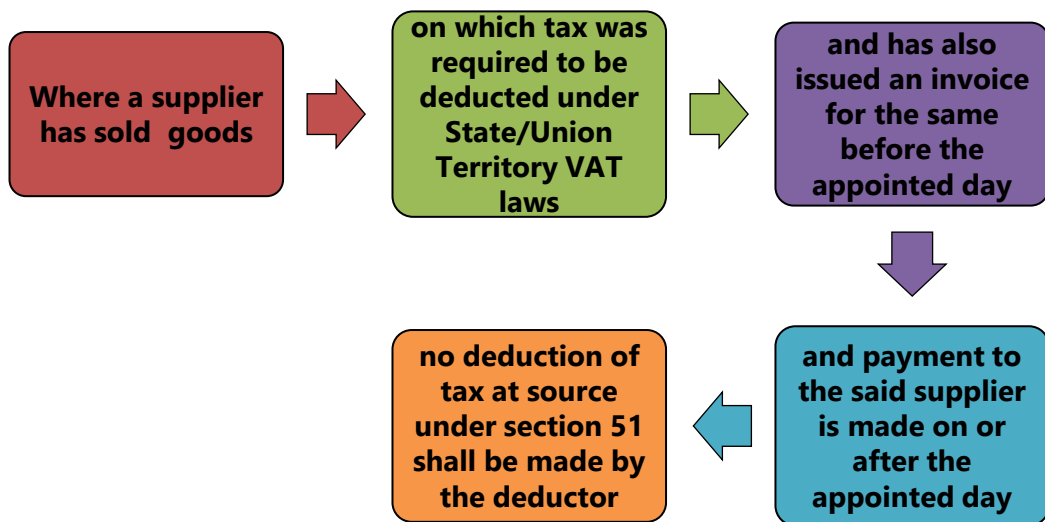 Where a supplier
has sold goods
on which tax was
required to be
deducted under
State/Union
Territory VAT
laws
and has also
issued an invoice
for the same
before the
appointed day
and payment to
the said supplier
is made on or
after the
appointed day
no deduction of
tax at source
under section 51
shall be made by
the deductor